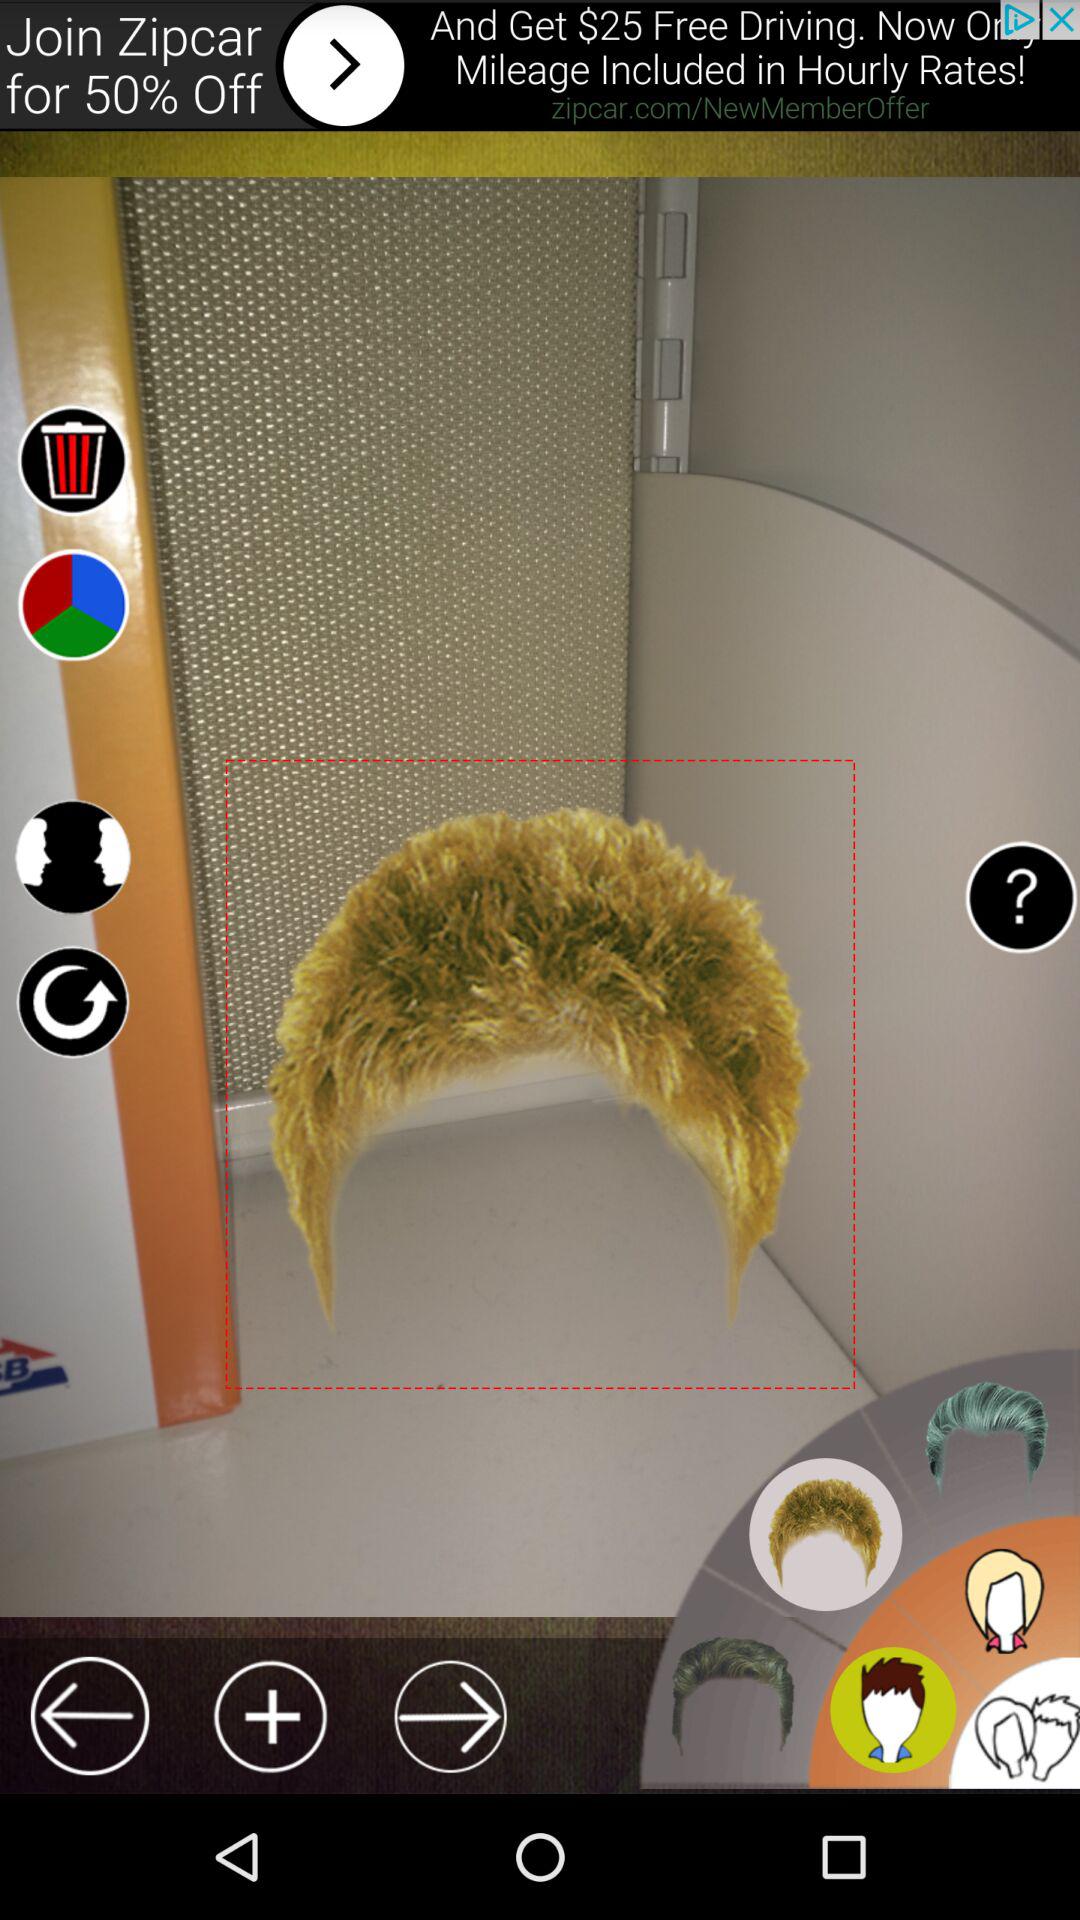 Join Zipcar
for 50% Off
And Get $25 Free Driving. Now
Mileage Included in Hourly Rates!
zipcar.com/NewMemberOffer
?